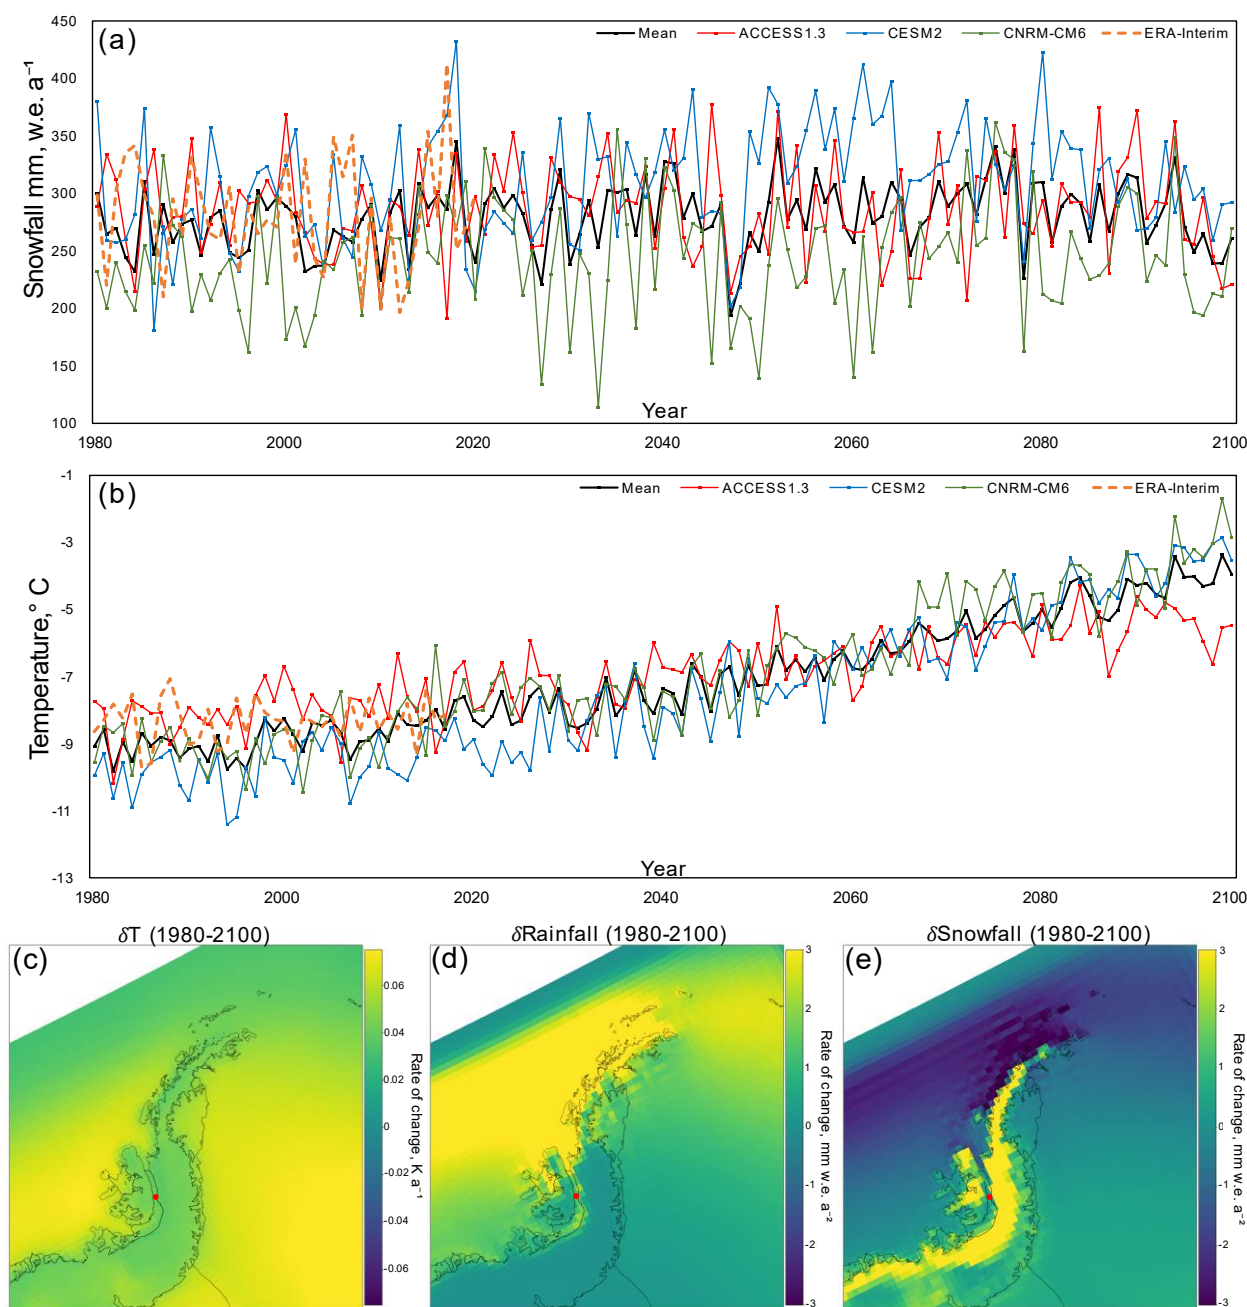 (a)
Mean ACCESS1.3 CESM2 CNRM-CM6 ERA-Interim
Snowfall mm, w.e. a⁻¹
450
400
350
300
250
200
150
100
Year
1980 2000 2020 2040 2060 2080 2100
(b)
Mean ACCESS1.3 CESM2 CNRM-CM6 ERA-Interim
Temperature,° C
-1
-3
-5
-7
-9
-11
-13
Year
1980 2000 2020 2040 2060 2080 2100
δT (1980-2100)
(c)
0.06
0.04
0.02
0
-0.02
-0.04
-0.06
Rate of change, K a⁻¹
δRainfall (1980-2100)
(d)
3
2
1
0
-1
-2
-3
Rate of change, mm w.e. a⁻²
δSnowfall (1980-2100)
(e)
3
2
1
0
-1
-2
-3
Rate of change, mm w.e. a⁻²